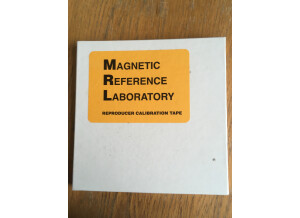 MAGNETIC
REFERENCE
LABORATORY
REPRODUCER CALIBRATION TAPE